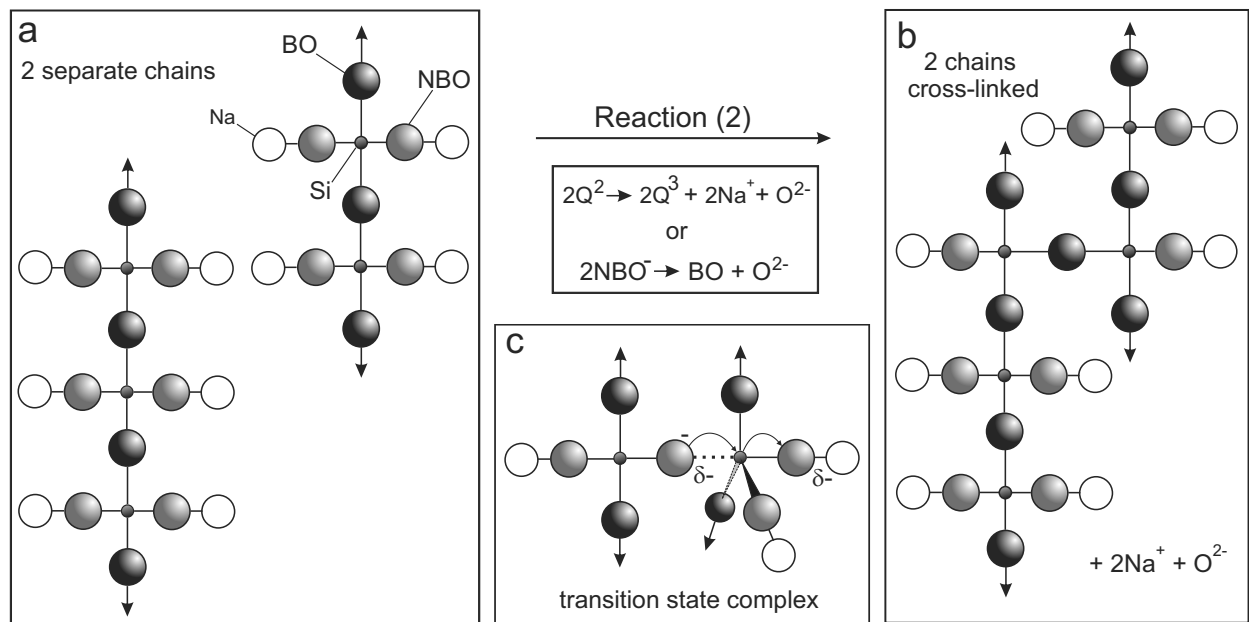 a
2 separate chains
BO
NBO
Na
Si
Reaction (2)
2Q² → 2Q³ + 2Na⁺ + O²⁻
or
2NBO⁻ → BO + O²⁻
b
2 chains
cross-linked
+ 2Na⁺ + O²⁻
c
-
δ-
δ-
transition state complex